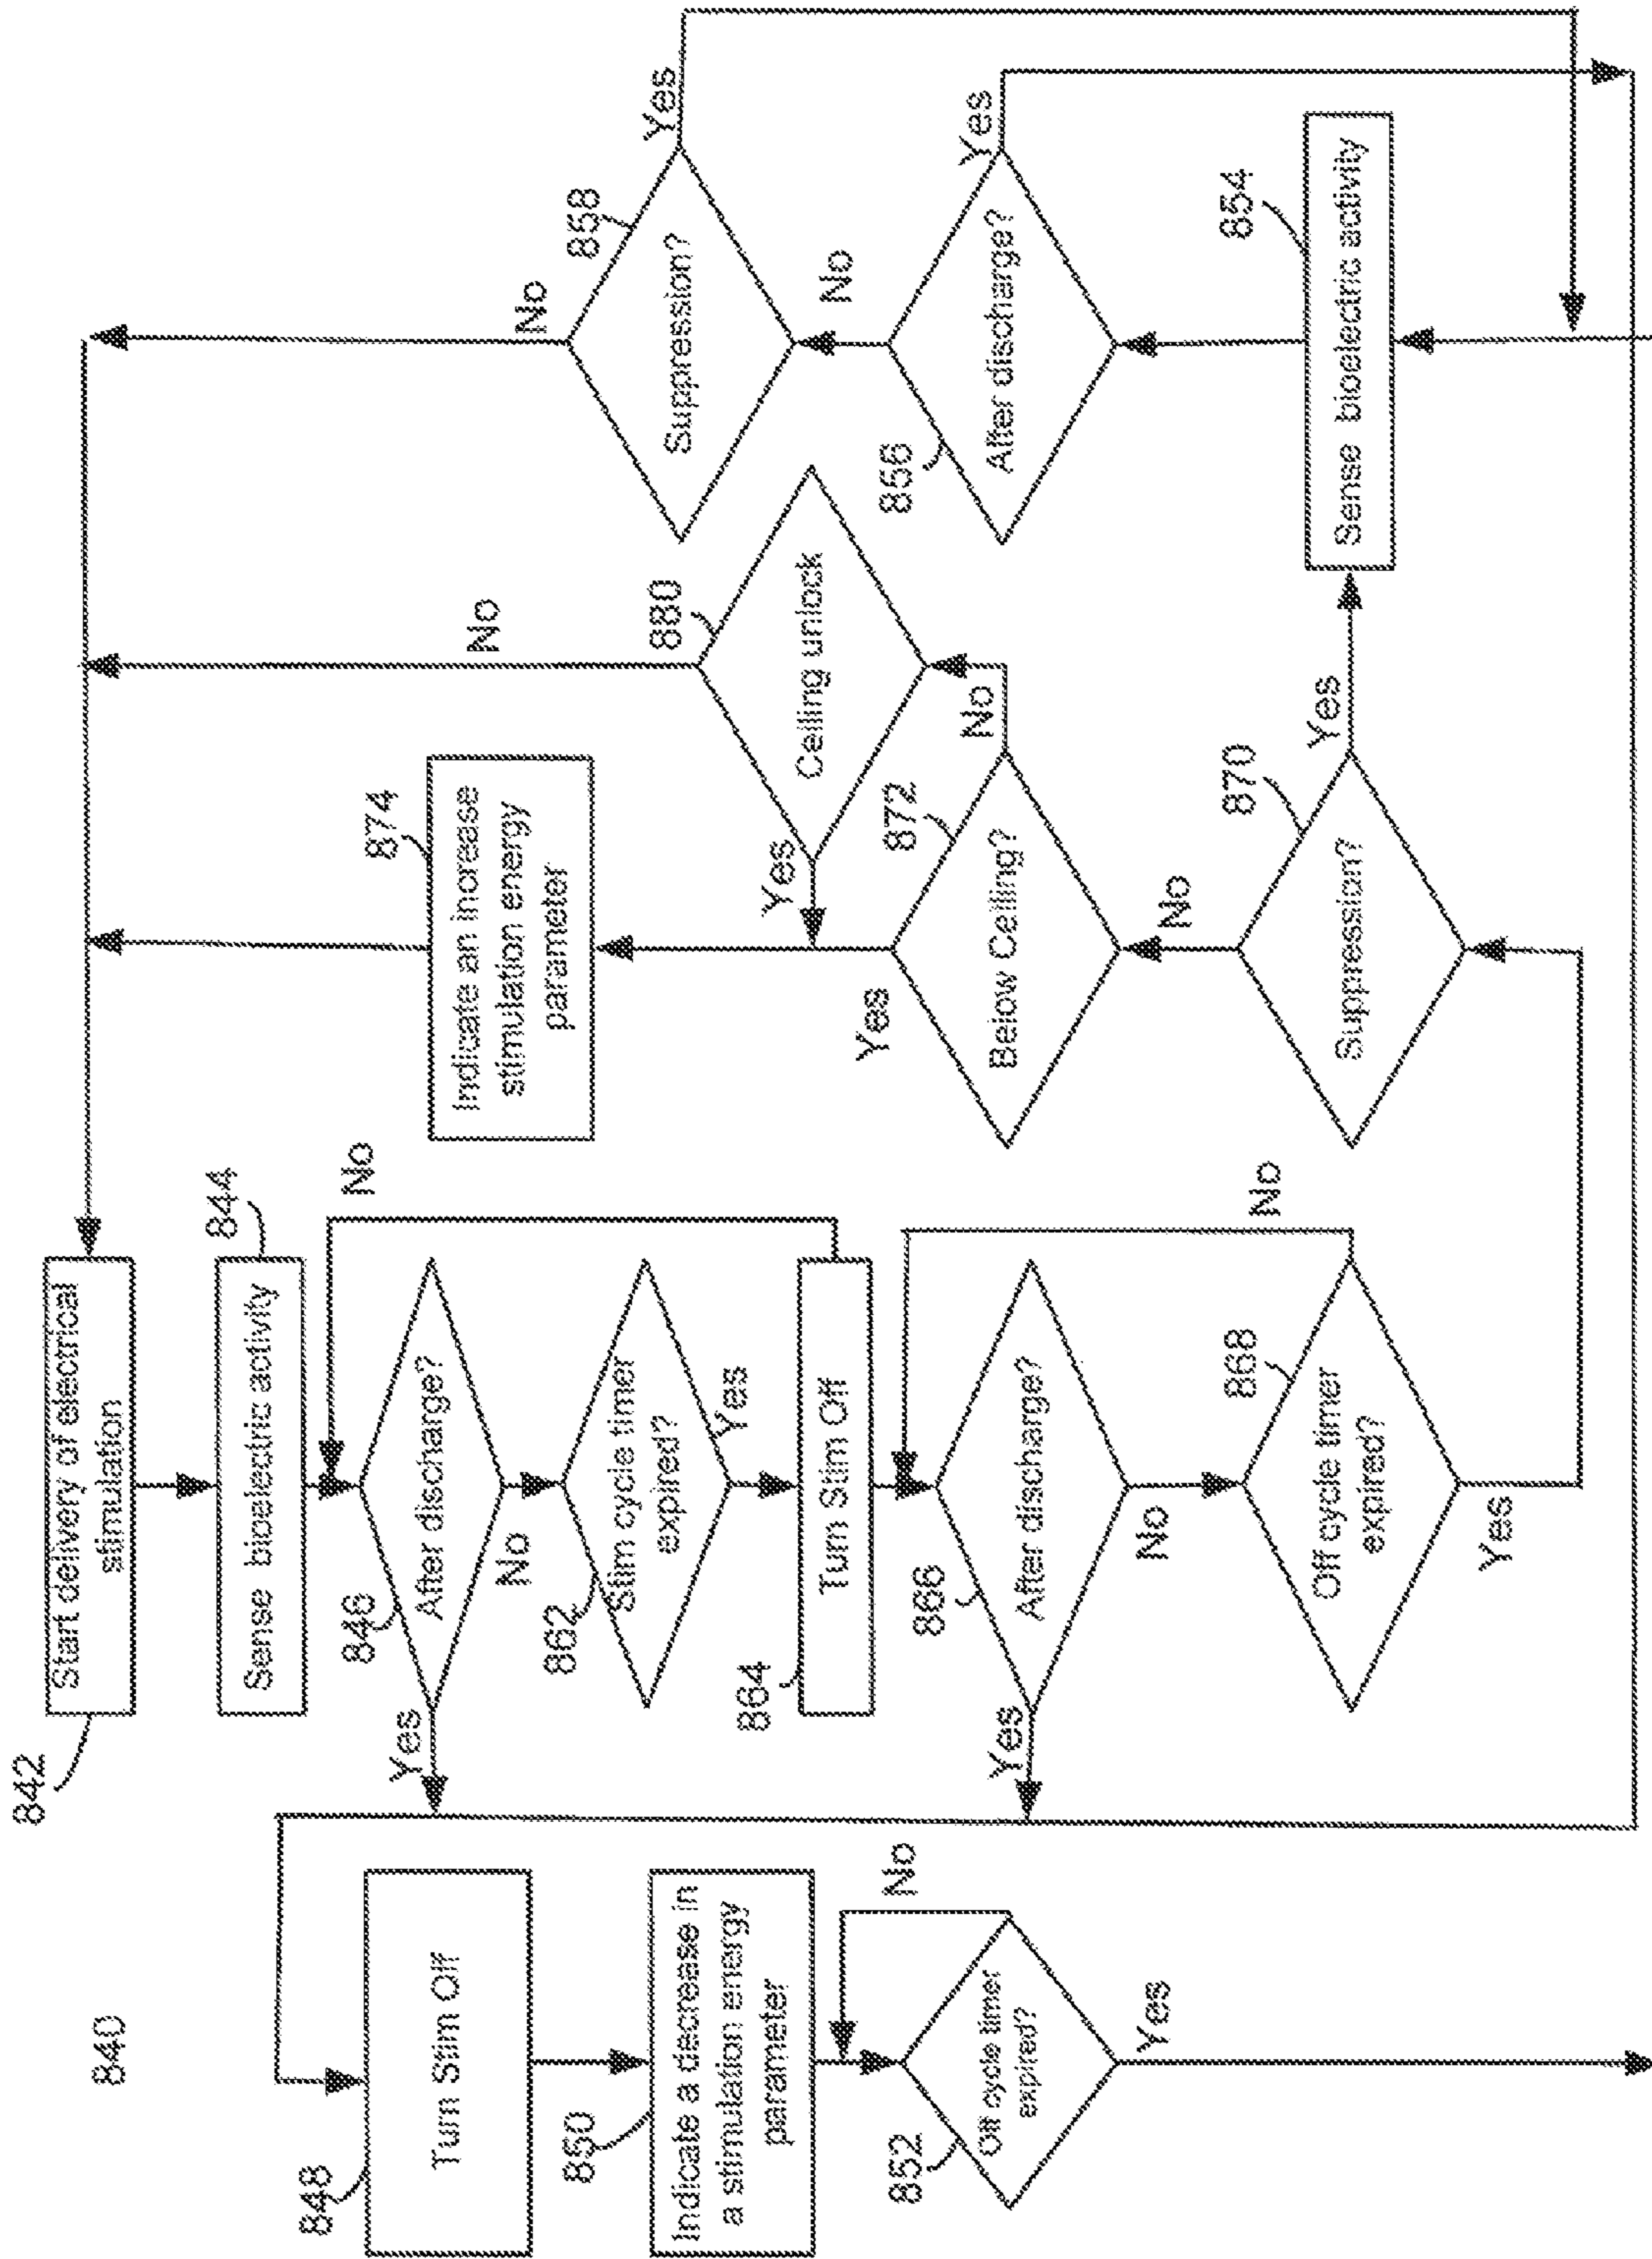 840
842
Start delivery of electrical
stimulation
844
Sense bioelectric activity
846
After discharge?
Yes
No
862
Stim cycle timer
expired?
Yes
No
864
Turn Stim Off
866
After discharge?
Yes
No
868
Off cycle timer
expired?
No
Yes
848
Turn Stim Off
850
Indicate a decrease in
a stimulation energy
parameter
852
Off cycle timer
expired?
No
Yes
874
Indicate an increase
stimulation energy
parameter
872
Below Ceiling?
Yes
No
880
Ceiling unlock
Yes
No
870
Suppression?
No
Yes
858
Suppression?
No
Yes
856
After discharge?
No
Yes
854
Sense bioelectric activity